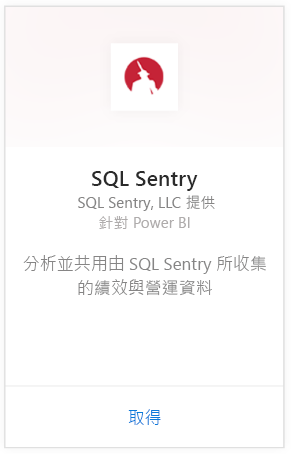 SQL Sentry
SQL Sentry, LLC 提供
針對 Power BI
分析並共用由 SQL Sentry 所收集
的績效與營運資料
取得